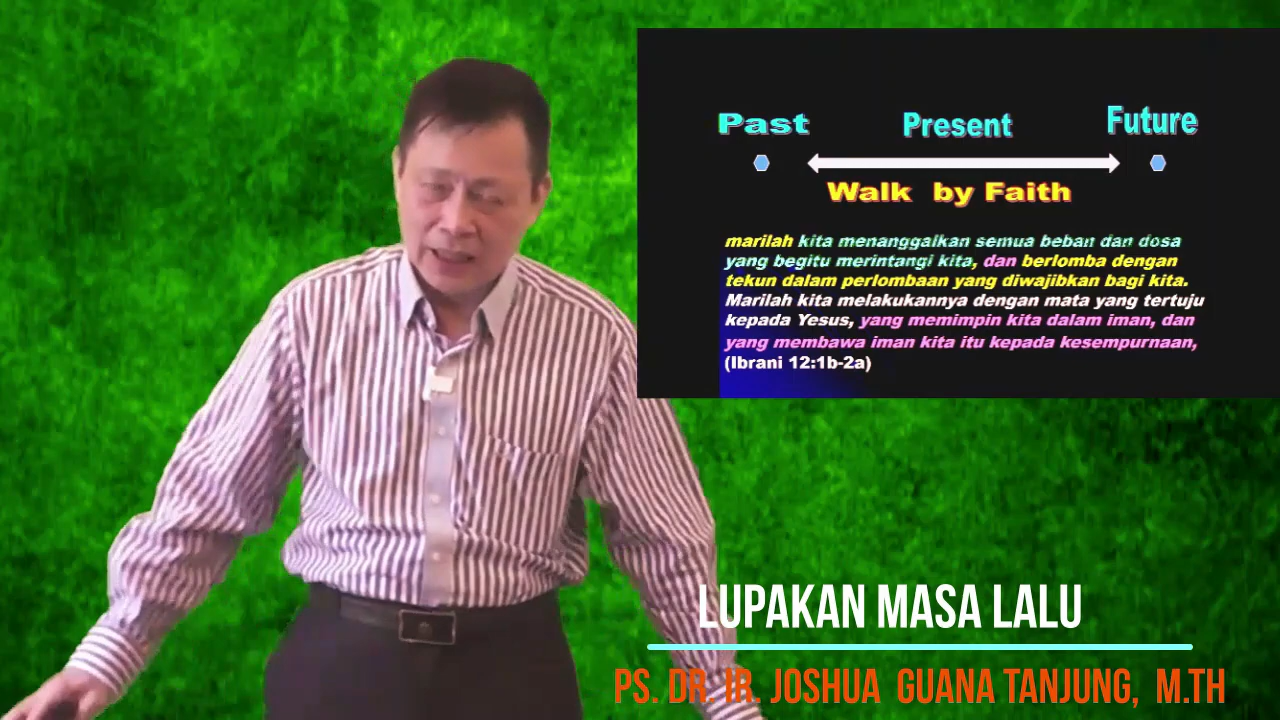 Past Present Future
Walk by Faith
marilah kita menanggalkan semua beban dan dosa
yang begitu merintangi kita, dan berlomba dengan
tekun dalam perlombaan yang diwajibkan bagi kita.
Marilah kita melakukannya dengan mata yang tertuju
kepada Yesus, yang memimpin kita dalam iman, dan
yang membawa iman kita itu kepada kesempurnaan,
(Ibrani 12:1b-2a)
LUPAKAN MASA LALU
PS. DR. IR. JOSHUA GUANA TANJUNG, M.TH